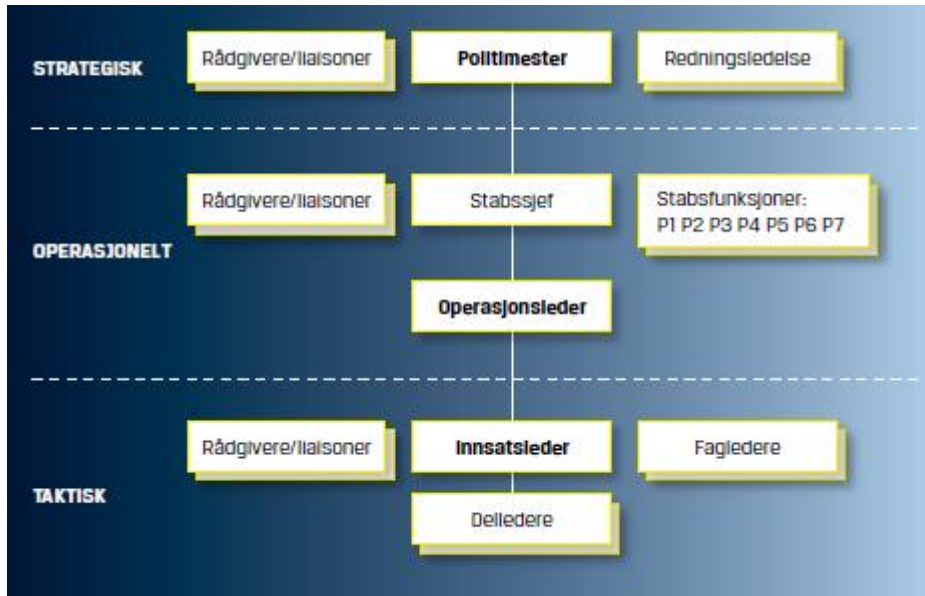 STRATEGISK
Rådgivere/liaisoner
Politimester
Redningsledelse
OPERASJONELT
Rådgivere/liaisoner
Stabssjef
Stabsfunksjoner:
P1 P2 P3 P4 P5 P6 P7
Operasjonsleder
TAKTISK
Rådgivere/liaisoner
Innsatsleder
Fagledere
Delledere